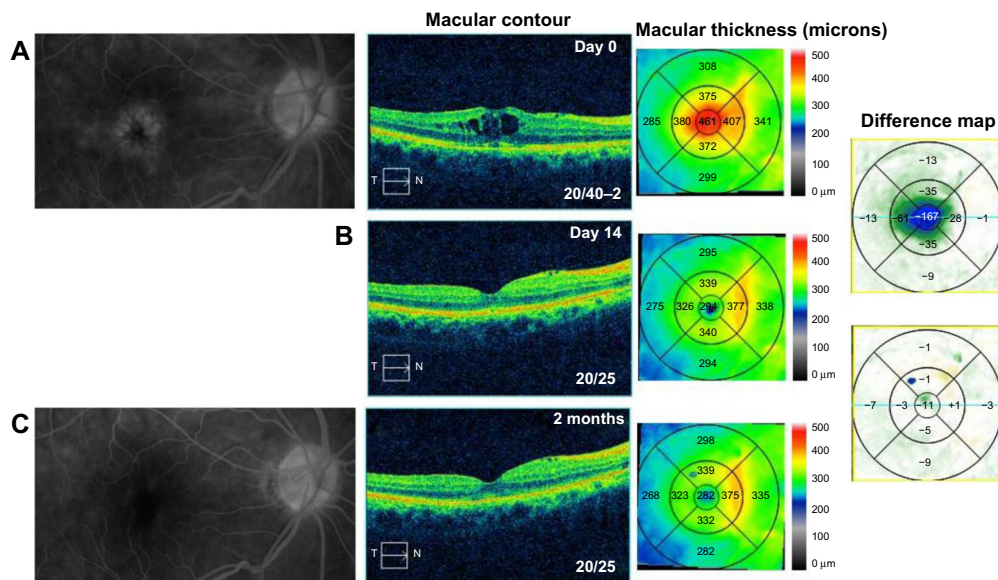 Macular contour
Macular thickness (microns)
Difference map
A
Day 0
T N
20/40–2
308
375
285 380 461 407 341
372
299
500
400
300
200
100
0 µm
–13
–35
–13 –61 –167 –28 –1
–35
–9
B
Day 14
T N
20/25
295
339
275 326 294 377 338
340
294
500
400
300
200
100
0 µm
–1
–1
–7 –3 –11 +1 –3
–5
–9
C
2 months
T N
20/25
298
339
268 323 282 375 335
332
282
500
400
300
200
100
0 µm